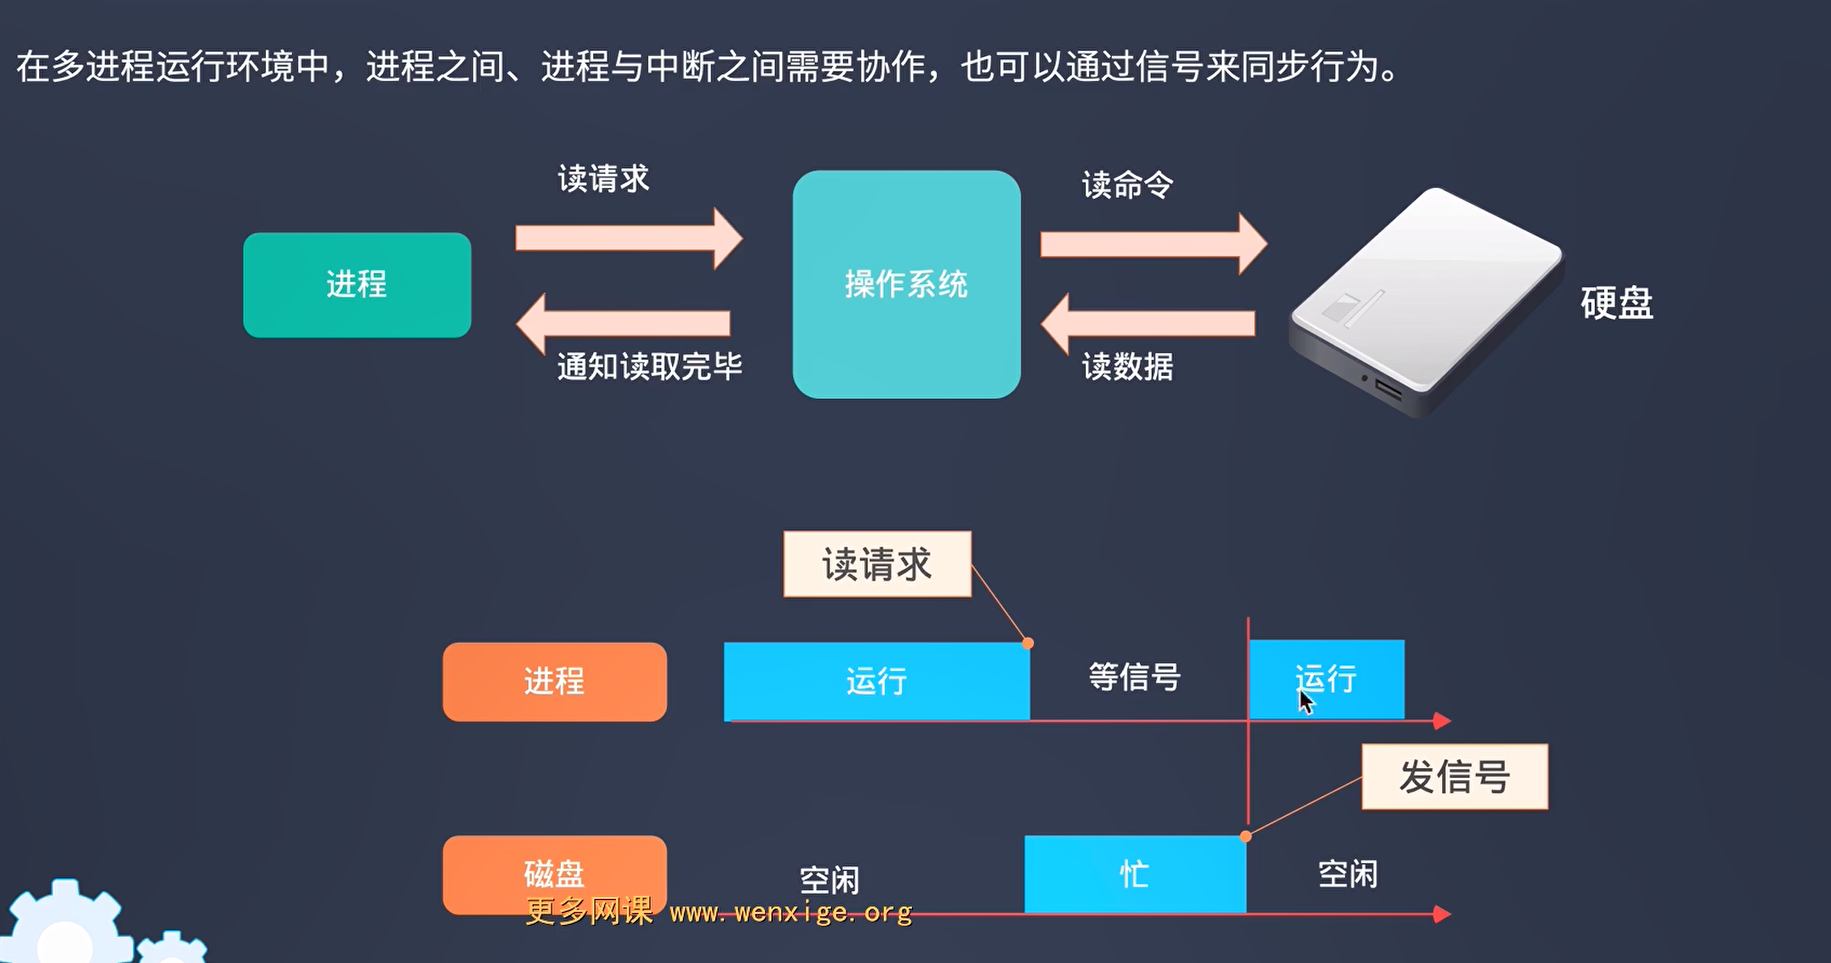 在多进程运行环境中，进程之间、进程与中断之间需要协作，也可以通过信号来同步行为。
读请求
读命令
进程
操作系统
硬盘
通知读取完毕
读数据
读请求
进程
运行
等信号
运行
发信号
磁盘
空闲
忙
空闲
更多网课 www.wenxige.org